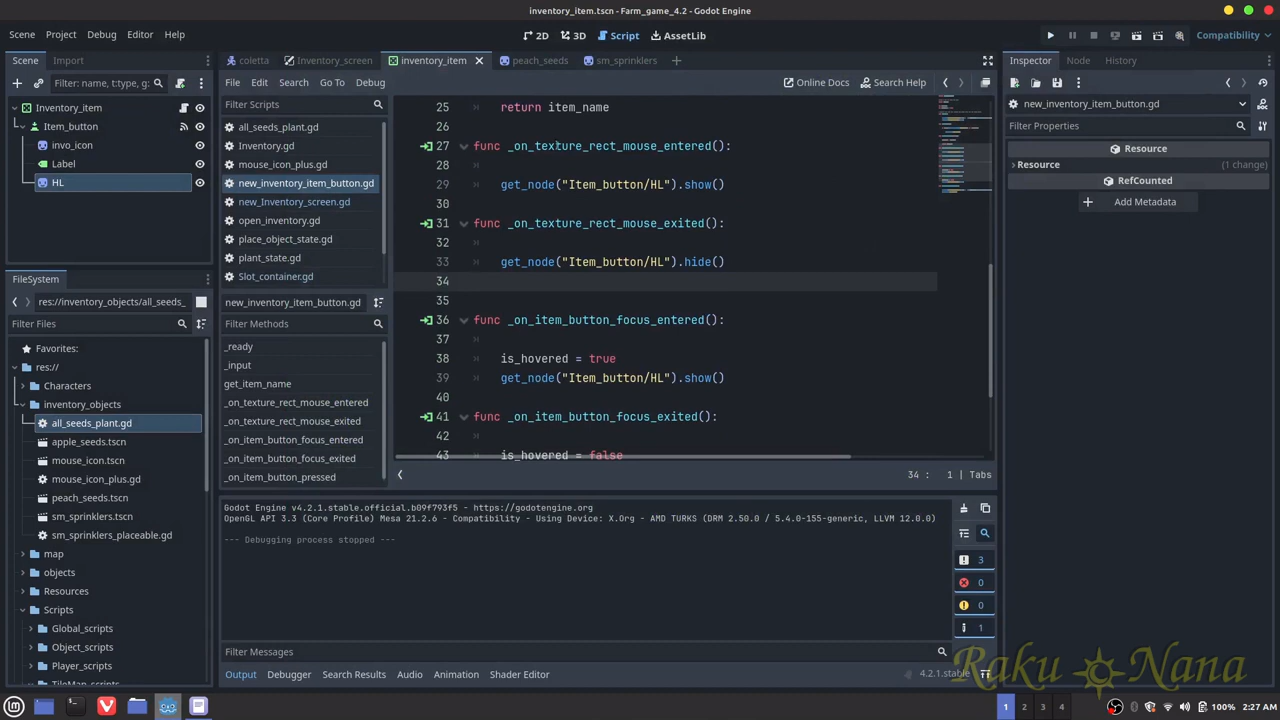 inventory_item.tscn - Farm_game_4.2 - Godot Engine
Scene Project Debug Editor Help
2D 3D Script AssetLib
Compatibility
Scene Import
coletta Inventory_screen inventory_item peach_seeds sm_sprinklers
Inspector Node History
Filter: name, t:type, g:
File Edit Search Go To Debug
Online Docs Search Help
Filter Scripts
new_inventory_item_button.gd
Filter Properties
Resource
Resource (1 change)
RefCounted
Add Metadata
Inventory_item
Item_button
inv_icon
Label
HL
all_seeds_plant.gd
inventory.gd
mouse_icon_plus.gd
new_inventory_item_button.gd
new_Inventory_screen.gd
open_inventory.gd
place_object_state.gd
plant_state.gd
Slot_container.gd
new_inventory_item_button.gd
Filter Methods
_ready
_input
get_item_name
_on_texture_rect_mouse_entered
_on_texture_rect_mouse_exited
_on_item_button_focus_entered
_on_item_button_focus_exited
_on_item_button_pressed
25 return item_name
26
27 func _on_texture_rect_mouse_entered():
28
29 get_node("Item_button/HL").show()
30
31 func _on_texture_rect_mouse_exited():
32
33 get_node("Item_button/HL").hide()
34
35
36 func _on_item_button_focus_entered():
37
38 is_hovered = true
39 get_node("Item_button/HL").show()
40
41 func _on_item_button_focus_exited():
42
43 is_hovered = false
34 : 1 | Tabs
FileSystem
res://inventory_objects/all_seeds_
Filter Files
Favorites:
res://
Characters
inventory_objects
all_seeds_plant.gd
apple_seeds.tscn
mouse_icon.tscn
mouse_icon_plus.gd
peach_seeds.tscn
sm_sprinklers.tscn
sm_sprinklers_placeable.gd
map
objects
Resources
Scripts
Global_scripts
Object_scripts
Player_scripts
TileMap_scripts
Godot Engine v4.2.1.stable.official.b09f793f5 - https://godotengine.org
OpenGL API 3.3 (Core Profile) Mesa 21.2.6 - Compatibility - Using Device: X.Org - AMD TURKS (DRM 2.50.0 / 5.4.0-155-generic, LLVM 12.0.0)
--- Debugging process stopped ---
3
0
0
1
Filter Messages
Output Debugger Search Results Audio Animation Shader Editor
4.2.1.stable
Raku Nana
1 2 3 4
100% 2:27 AM